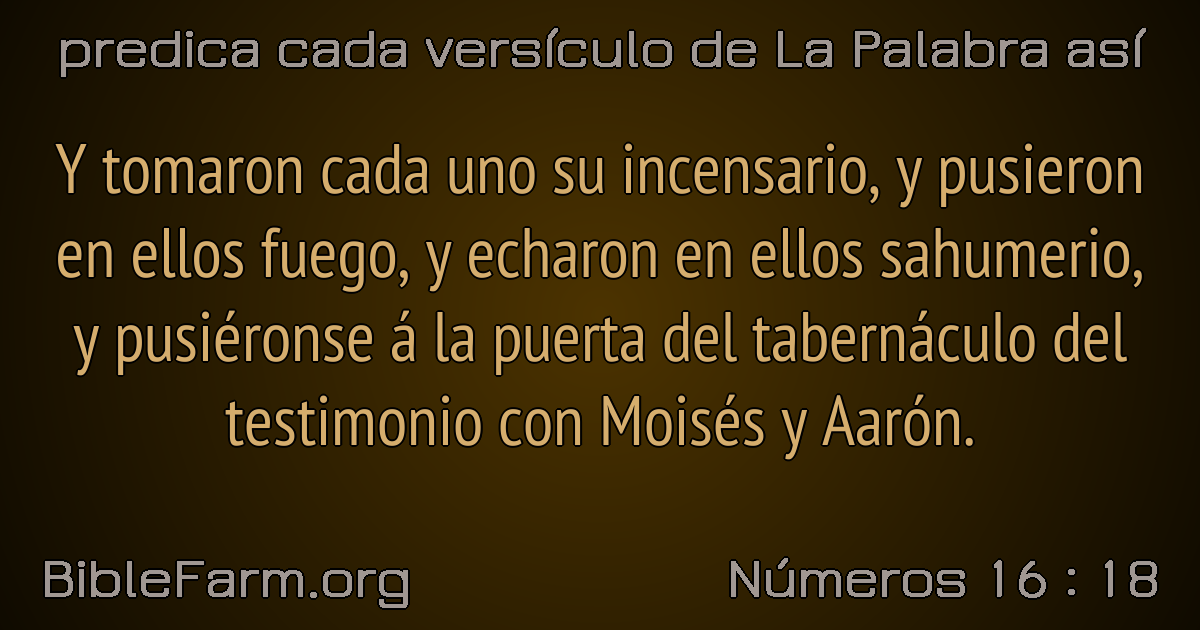 predica cada versículo de La Palabra así
Y tomaron cada uno su incensario, y pusieron
en ellos fuego, y echaron en ellos sahumerio,
y pusiéronse á la puerta del tabernáculo del
testimonio con Moisés y Aarón.
BibleFarm.org
Números 16 : 18